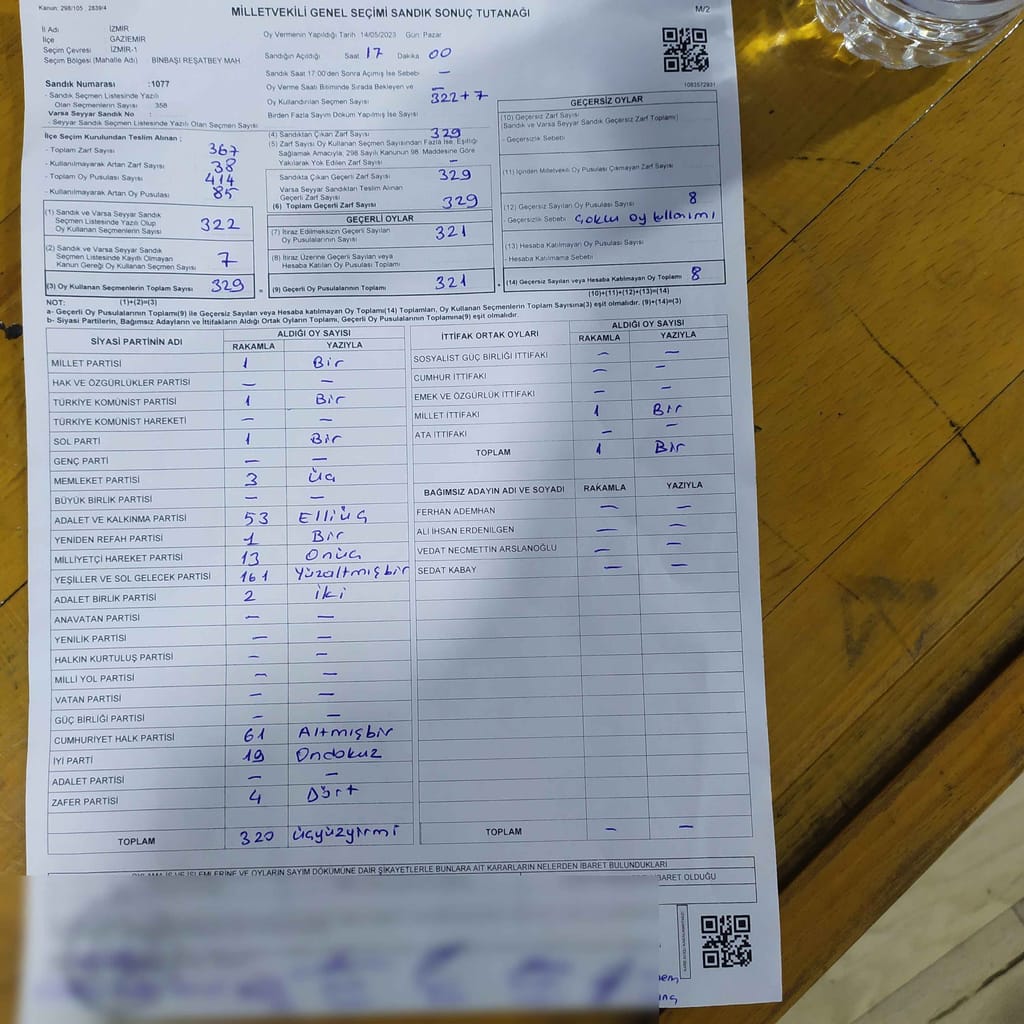 Kanun: 298/105 , 2839/4
MİLLETVEKİLİ GENEL SEÇİMİ SANDIK SONUÇ TUTANAĞI
M/2
İl Adı İZMİR
İlçe GAZİEMİR
Seçim Çevresi İZMİR-1
Seçim Bölgesi (Mahalle Adı) BİNBAŞI REŞATBEY MAH
Oy Vermenin Yapıldığı Tarih 14/05/2023 Gün: Pazar
Sandığın Açıldığı Saat 17 Dakika 00
Sandık Saat 17:00'den Sonra Açımış İse Sebebi –
Oy Verme Saati Bitiminde Sırada Bekleyen ve –
Oy Kullandırılan Seçmen Sayısı 322+7
Birden Fazla Sayım Döküm Yapılmış İse Sayısı
1083572931
Sandık Numarası :1077
- Sandık Seçmen Listesinde Yazılı
Olan Seçmenlerin Sayısı : 358
Varsa Seyyar Sandık No :
- Seyyar Sandık Seçmen Listesinde Yazılı Olan Seçmen Sayısı
İlçe Seçim Kurulundan Teslim Alınan :
- Toplam Zarf Sayısı 367
- Kullanılmayarak Artan Zarf Sayısı 38
- Toplam Oy Pusulası Sayısı 414
- Kullanılmayarak Artan Oy Pusulası 85
(1) Sandık ve Varsa Seyyar Sandık
Seçmen Listesinde Yazılı Olup
Oy Kullanan Seçmenlerin Sayısı 322
(2) Sandık ve Varsa Seyyar Sandık
Seçmen Listesinde Kayıtlı Olmayan
Kanun Gereği Oy Kullanan Seçmen Sayısı 7
(3) Oy Kullanan Seçmenlerin Toplam Sayısı 329
(4) Sandıktan Çıkan Zarf Sayısı 329
(5) Zarf Sayısı Oy Kullanan Seçmen Sayısından Fazla İse, Eşitliği
Sağlamak Amacıyla; 298 Sayılı Kanunun 98. Maddesine Göre
Yakılarak Yok Edilen Zarf Sayısı –
Sandıkta Çıkan Geçerli Zarf Sayısı 329
Varsa Seyyar Sandıktan Teslim Alınan
Geçerli Zarf Sayısı
(6) Toplam Geçerli Zarf Sayısı 329
GEÇERLİ OYLAR
(7) İtiraz Edilmeksizin Geçerli Sayılan
Oy Pusulalarının Sayısı 321
(8) İtiraz Üzerine Geçerli Sayılan veya
Hesaba Katılan Oy Pusulası Toplamı
= (9) Geçerli Oy Pusulalarının Toplamı 321
GEÇERSİZ OYLAR
(10) Geçersiz Zarf Sayısı
(Sandık ve Varsa Seyyar Sandık Geçersiz Zarf Toplamı)
- Geçersizlik Sebebi
(11) İçinden Milletvekili Oy Pusulası Çıkmayan Zarf Sayısı
(12) Geçersiz Sayılan Oy Pusulası Sayısı 8
- Geçersizlik Sebebi Çoklu oy kullanımı
(13) Hesaba Katılmayan Oy Pusulası Sayısı
- Hesaba Katılmama Sebebi
(14) Geçersiz Sayılan veya Hesaba Katılmayan Oy Toplamı 8
NOT: (1)+(2)=(3)
(10)+(11)+(12)+(13)=(14)
a- Geçerli Oy Pusulalarının Toplamı(9) ile Geçersiz Sayılan veya Hesaba Katılmayan Oy Toplamı(14) Toplamları, Oy Kullanan Seçmenlerin Toplam Sayısına(3) eşit olmalıdır. (9)+(14)=(3)
b- Siyasi Partilerin, Bağımsız Adayların ve İttifakların Aldığı Ortak Oyların Toplamı, Geçerli Oy Pusulalarının Toplamına(9) eşit olmalıdır.
SİYASİ PARTİNİN ADI ALDIĞI OY SAYISI
RAKAMLA YAZIYLA
MİLLET PARTİSİ 1 Bir
HAK VE ÖZGÜRLÜKLER PARTİSİ – –
TÜRKİYE KOMÜNİST PARTİSİ 1 Bir
TÜRKİYE KOMÜNİST HAREKETİ – –
SOL PARTİ 1 Bir
GENÇ PARTİ – –
MEMLEKET PARTİSİ 3 Üç
BÜYÜK BİRLİK PARTİSİ – –
ADALET VE KALKINMA PARTİSİ 53 Elliüç
YENİDEN REFAH PARTİSİ 1 Bir
MİLLİYETÇİ HAREKET PARTİSİ 13 Onüç
YEŞİLLER VE SOL GELECEK PARTİSİ 161 Yüzaltmışbir
ADALET BİRLİK PARTİSİ 2 İki
ANAVATAN PARTİSİ – –
YENİLİK PARTİSİ – –
HALKIN KURTULUŞ PARTİSİ – –
MİLLİ YOL PARTİSİ – –
VATAN PARTİSİ – –
GÜÇ BİRLİĞİ PARTİSİ – –
CUMHURİYET HALK PARTİSİ 61 Altmışbir
İYİ PARTİ 19 Ondokuz
ADALET PARTİSİ – –
ZAFER PARTİSİ 4 Dört
TOPLAM 320 Üçyüzyirmi
İTTİFAK ORTAK OYLARI ALDIĞI OY SAYISI
RAKAMLA YAZIYLA
SOSYALİST GÜÇ BİRLİĞİ İTTİFAKI – –
CUMHUR İTTİFAKI – –
EMEK VE ÖZGÜRLÜK İTTİFAKI – –
MİLLET İTTİFAKI 1 Bir
ATA İTTİFAKI – –
TOPLAM 1 Bir
BAĞIMSIZ ADAYIN ADI VE SOYADI RAKAMLA YAZIYLA
FERHAN ADEMHAN – –
ALİ İHSAN ERDENİLGEN – –
VEDAT NECMETTİN ARSLANOĞLU – –
SEDAT KABAY – –
TOPLAM – –
OYLAMA İŞ VE İŞLEMLERİNE VE OYLARIN SAYIM DÖKÜMÜNE DAİR ŞİKAYETLERLE BUNLARA AİT KARARLARIN NELERDEN İBARET BULUNDUKLARI
İBARET OLDUĞU